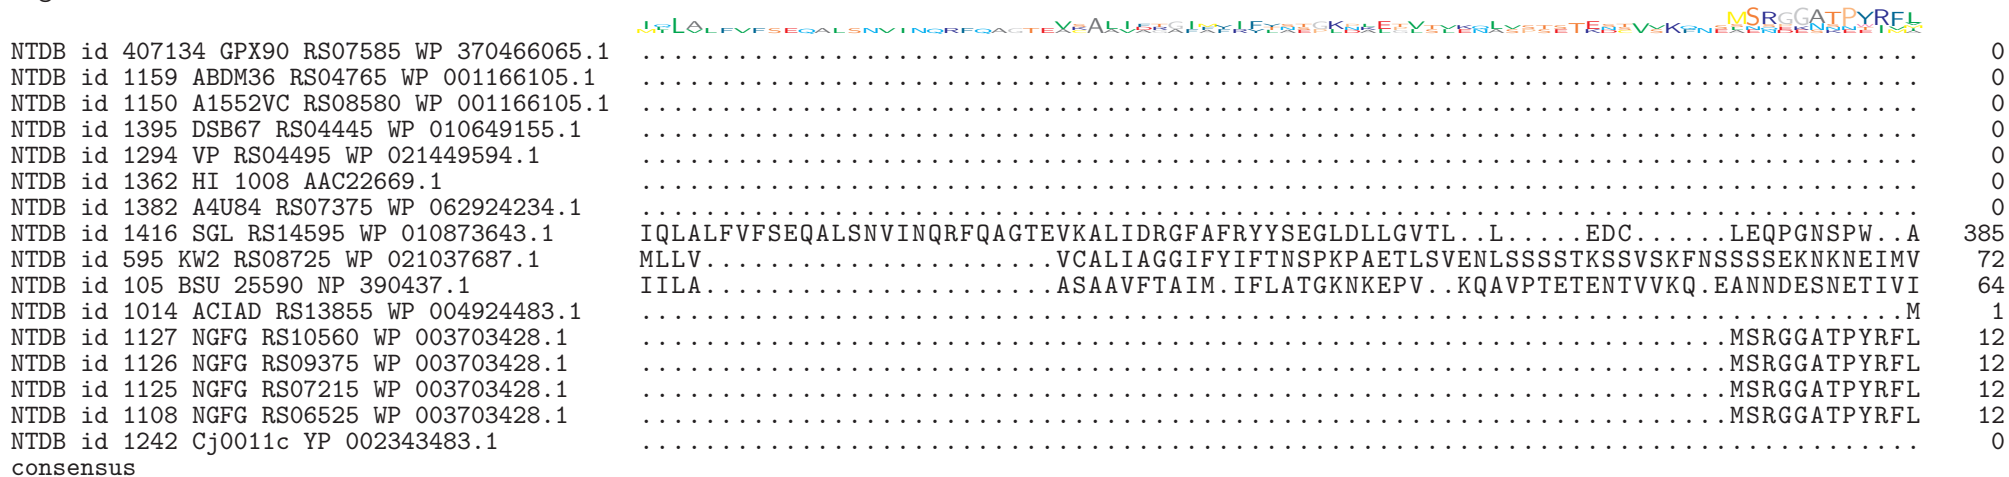 NTDB id 407134 GPX90 RS07585 WP 370466065.1 ................................................................................ 0
NTDB id 1159 ABDM36 RS04765 WP 001166105.1 ................................................................................ 0
NTDB id 1150 A1552VC RS08580 WP 001166105.1 ................................................................................ 0
NTDB id 1395 DSB67 RS04445 WP 010649155.1 ................................................................................ 0
NTDB id 1294 VP RS04495 WP 021449594.1 ................................................................................ 0
NTDB id 1362 HI 1008 AAC22669.1 ................................................................................ 0
NTDB id 1382 A4U84 RS07375 WP 062924234.1 ................................................................................ 0
NTDB id 1416 SGL RS14595 WP 010873643.1 IQLALFVFSEQALSNVINQRFQAGTEVKALIDRGFAFRYYSEGLDLLGVTL..L.....EDC......LEQPGNSPW..A 385
NTDB id 595 KW2 RS08725 WP 021037687.1 MLLV......................VCALIAGGIFYIFTNSPKPAETLSVENLSSSSTKSSVSKFNSSSSEKNKNEIMV 72
NTDB id 105 BSU 25590 NP 390437.1 IILA......................ASAAVFTAIM.IFLATGKNKEPV..KQAVPTETENTVVKQ.EANNDESNETIVI 64
NTDB id 1014 ACIAD RS13855 WP 004924483.1 ...............................................................................M 1
NTDB id 1127 NGFG RS10560 WP 003703428.1 ....................................................................MSRGGATPYRFL 12
NTDB id 1126 NGFG RS09375 WP 003703428.1 ....................................................................MSRGGATPYRFL 12
NTDB id 1125 NGFG RS07215 WP 003703428.1 ....................................................................MSRGGATPYRFL 12
NTDB id 1108 NGFG RS06525 WP 003703428.1 ....................................................................MSRGGATPYRFL 12
NTDB id 1242 Cj0011c YP 002343483.1 ................................................................................ 0
consensus